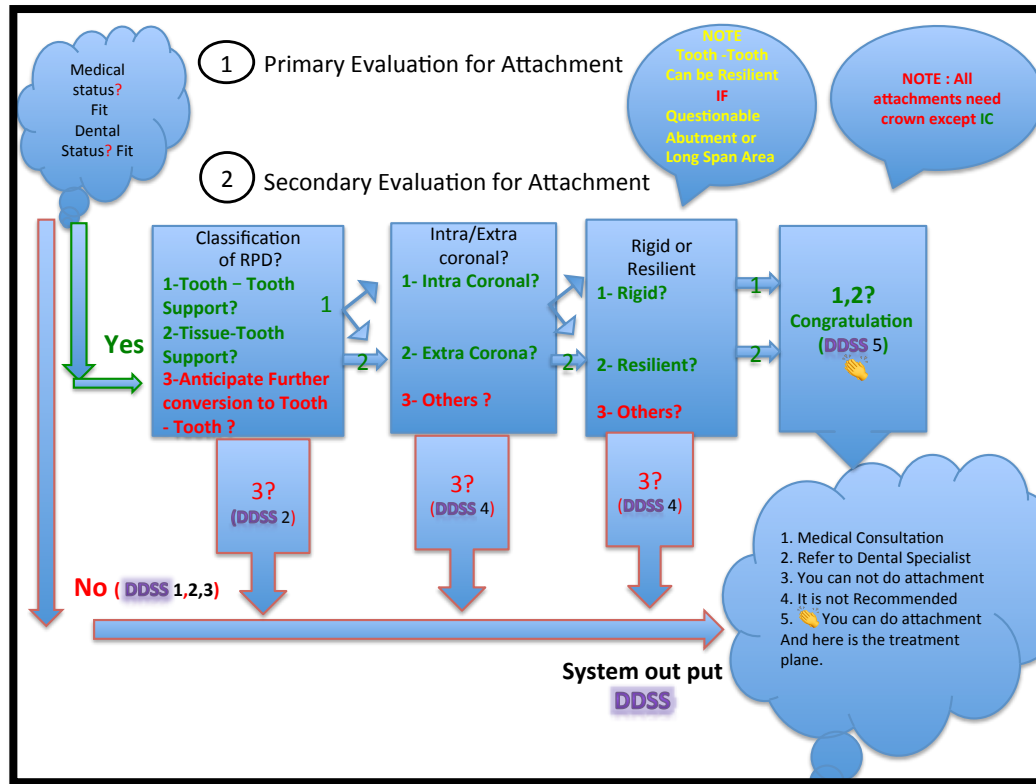 Medical
status?
Fit
Dental
Status? Fit
1 Primary Evaluation for Attachment
NOTE
Tooth -Tooth
Can be Resilient
IF
Questionable
Abutment or
Long Span Area
NOTE : All
attachments need
crown except IC
2 Secondary Evaluation for Attachment
Yes
Classification
of RPD?
1-Tooth – Tooth
Support?
2-Tissue-Tooth
Support?
3-Anticipate Further
conversion to Tooth
- Tooth ?
1
2
Intra/Extra
coronal?
1- Intra Coronal?
2- Extra Corona?
3- Others ?
2
Rigid or
Resilient
1- Rigid?
2- Resilient?
3- Others?
1
2
1,2?
Congratulation
(DDSS 5)
👏
3?
(DDSS 2)
3?
(DDSS 4)
3?
(DDSS 4)
No ( DDSS 1,2,3)
System out put
DDSS
1. Medical Consultation
2. Refer to Dental Specialist
3. You can not do attachment
4. It is not Recommended
5. 👏 You can do attachment
And here is the treatment
plane.